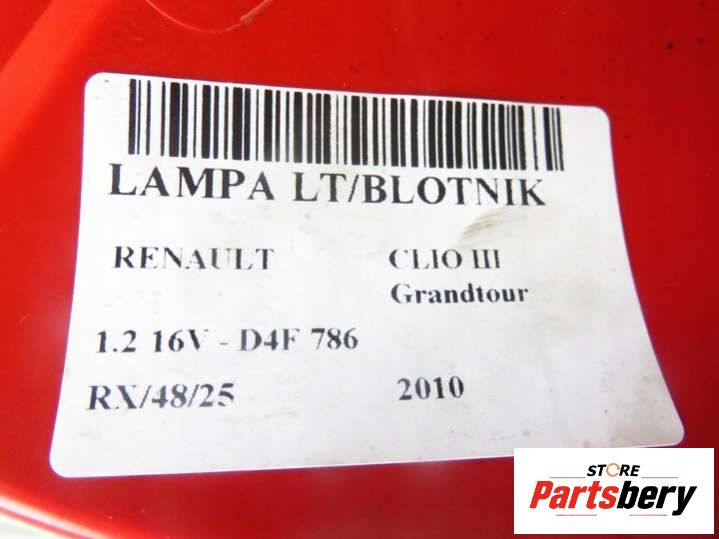 LAMPA LT/BLOTNIK
RENAULT CLIO III
Grandtour
1.2 16V - D4F 786
RX/48/25 2010
STORE
Partsbery